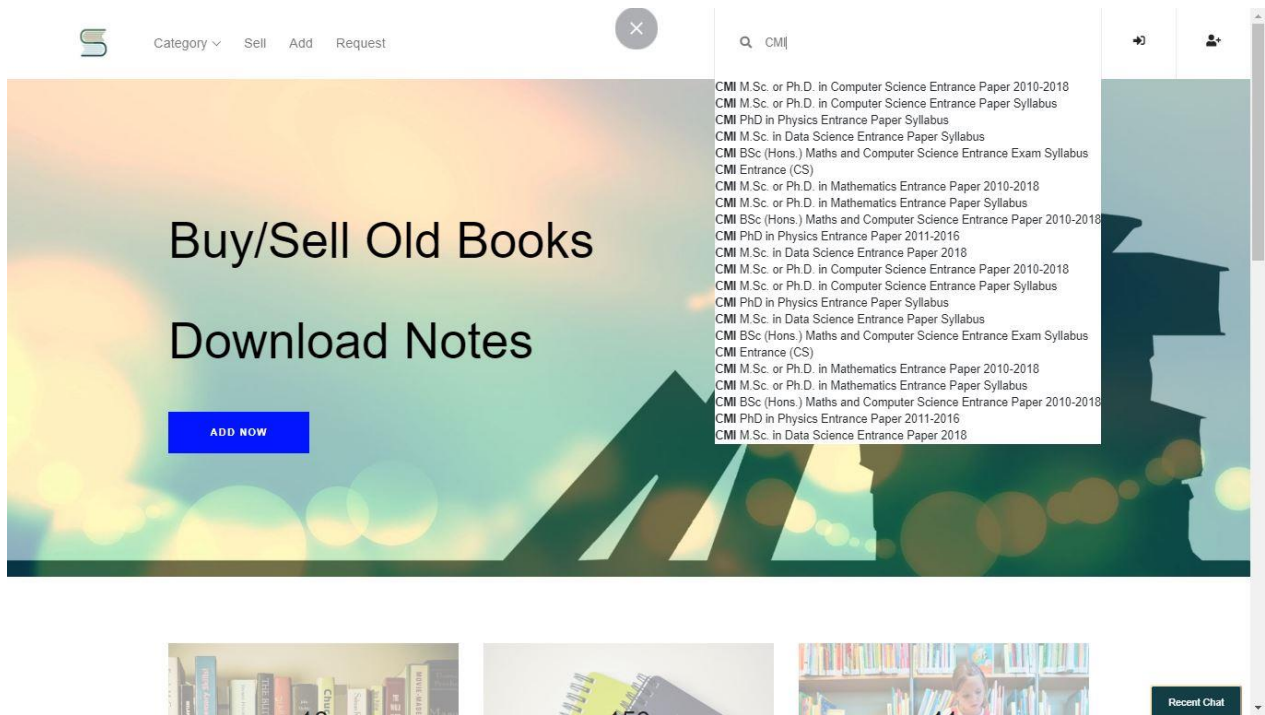 Category Sell Add Request
CMI
CMI M.Sc. or Ph.D. in Computer Science Entrance Paper 2010-2018
CMI M.Sc. or Ph.D. in Computer Science Entrance Paper Syllabus
CMI PhD in Physics Entrance Paper Syllabus
CMI M.Sc. in Data Science Entrance Paper Syllabus
CMI BSc (Hons.) Maths and Computer Science Entrance Exam Syllabus
CMI Entrance (CS)
CMI M.Sc. or Ph.D. in Mathematics Entrance Paper 2010-2018
CMI M.Sc. or Ph.D. in Mathematics Entrance Paper Syllabus
CMI BSc (Hons.) Maths and Computer Science Entrance Paper 2010-2018
CMI PhD in Physics Entrance Paper 2011-2016
CMI M.Sc. in Data Science Entrance Paper 2018
CMI M.Sc. or Ph.D. in Computer Science Entrance Paper 2010-2018
CMI M.Sc. or Ph.D. in Computer Science Entrance Paper Syllabus
CMI PhD in Physics Entrance Paper Syllabus
CMI M.Sc. in Data Science Entrance Paper Syllabus
CMI BSc (Hons.) Maths and Computer Science Entrance Exam Syllabus
CMI Entrance (CS)
CMI M.Sc. or Ph.D. in Mathematics Entrance Paper 2010-2018
CMI M.Sc. or Ph.D. in Mathematics Entrance Paper Syllabus
CMI BSc (Hons.) Maths and Computer Science Entrance Paper 2010-2018
CMI PhD in Physics Entrance Paper 2011-2016
CMI M.Sc. in Data Science Entrance Paper 2018
Buy/Sell Old Books
Download Notes
ADD NOW
Recent Chat